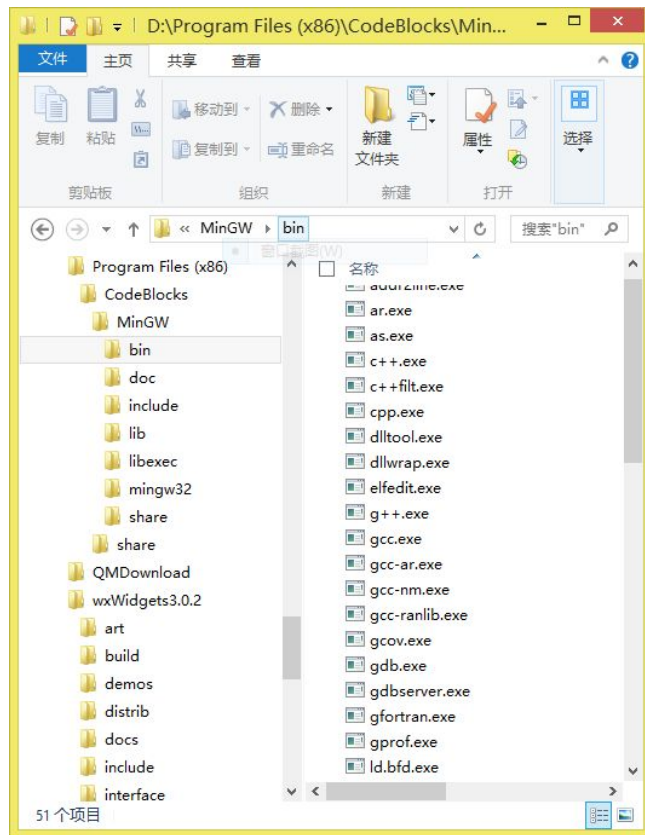 D:\Program Files (x86)\CodeBlocks\Min...
文件 主页 共享 查看
复制 粘贴 移动到 复制到 删除 重命名 新建文件夹 属性 选择
剪贴板 组织 新建 打开
« MinGW bin 搜索"bin"
窗口截图(W)
Program Files (x86)
CodeBlocks
MinGW
bin
doc
include
lib
libexec
mingw32
share
share
QMDownload
wxWidgets3.0.2
art
build
demos
distrib
docs
include
interface
名称
addr2line.exe
ar.exe
as.exe
c++.exe
c++filt.exe
cpp.exe
dlltool.exe
dllwrap.exe
elfedit.exe
g++.exe
gcc.exe
gcc-ar.exe
gcc-nm.exe
gcc-ranlib.exe
gcov.exe
gdb.exe
gdbserver.exe
gfortran.exe
gprof.exe
ld.bfd.exe
51 个项目